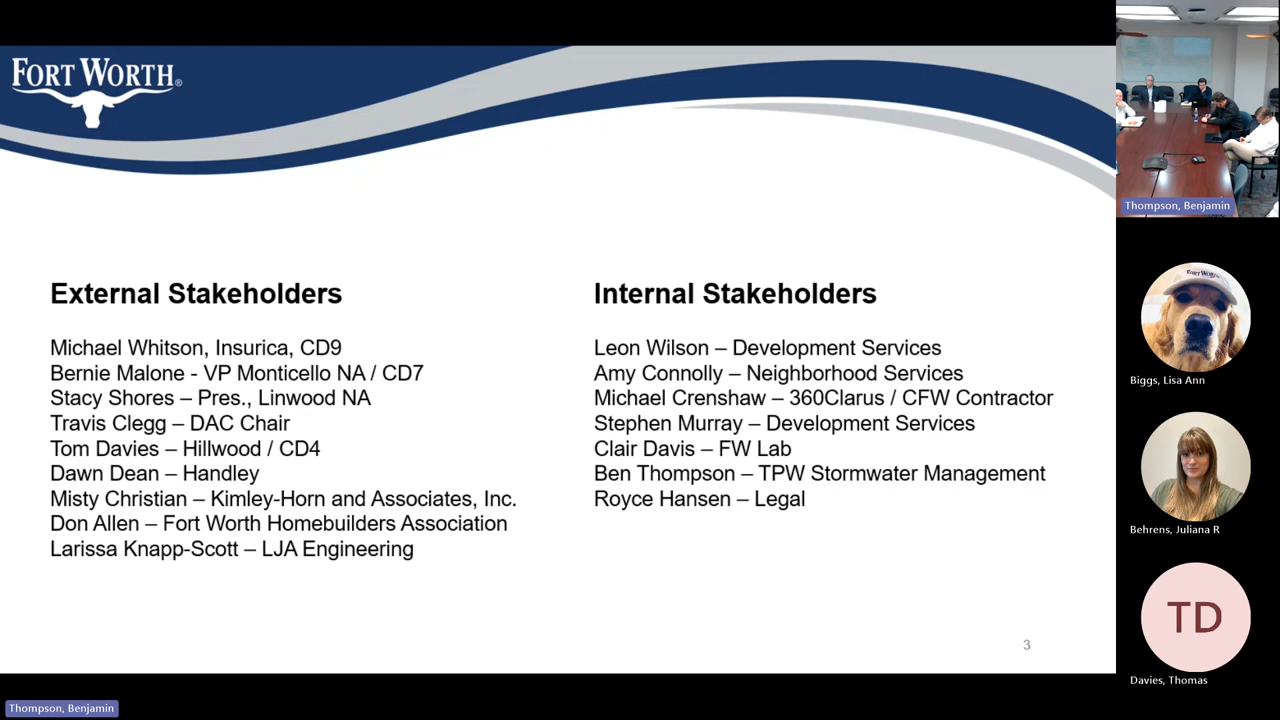 FORT WORTH®
External Stakeholders
Michael Whitson, Insurica, CD9
Bernie Malone - VP Monticello NA / CD7
Stacy Shores – Pres., Linwood NA
Travis Clegg – DAC Chair
Tom Davies – Hillwood / CD4
Dawn Dean – Handley
Misty Christian – Kimley-Horn and Associates, Inc.
Don Allen – Fort Worth Homebuilders Association
Larissa Knapp-Scott – LJA Engineering
Internal Stakeholders
Leon Wilson – Development Services
Amy Connolly – Neighborhood Services
Michael Crenshaw – 360Clarus / CFW Contractor
Stephen Murray – Development Services
Clair Davis – FW Lab
Ben Thompson – TPW Stormwater Management
Royce Hansen – Legal
3
Thompson, Benjamin
FORT WORTH
Biggs, Lisa Ann
Behrens, Juliana R
TD
Davies, Thomas
Thompson, Benjamin